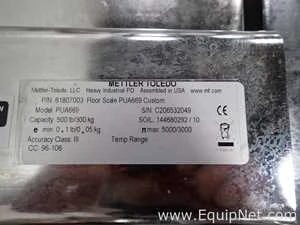 METTLER TOLEDO
Mettler-Toledo, LLC Heavy Industrial PO Assembled in USA www.mt.com
P/N: 61807003 Floor Scale PUA669 Custom
Model PUA669 S/N: C206532049
Capacity 500 lb/300 kg SO/L: 144680292 / 10
e min 0.1 lb/0.05 kg n max: 5000/3000
Accuracy Class: III Temp Range
CC: 96-106
www.EquipNet.com